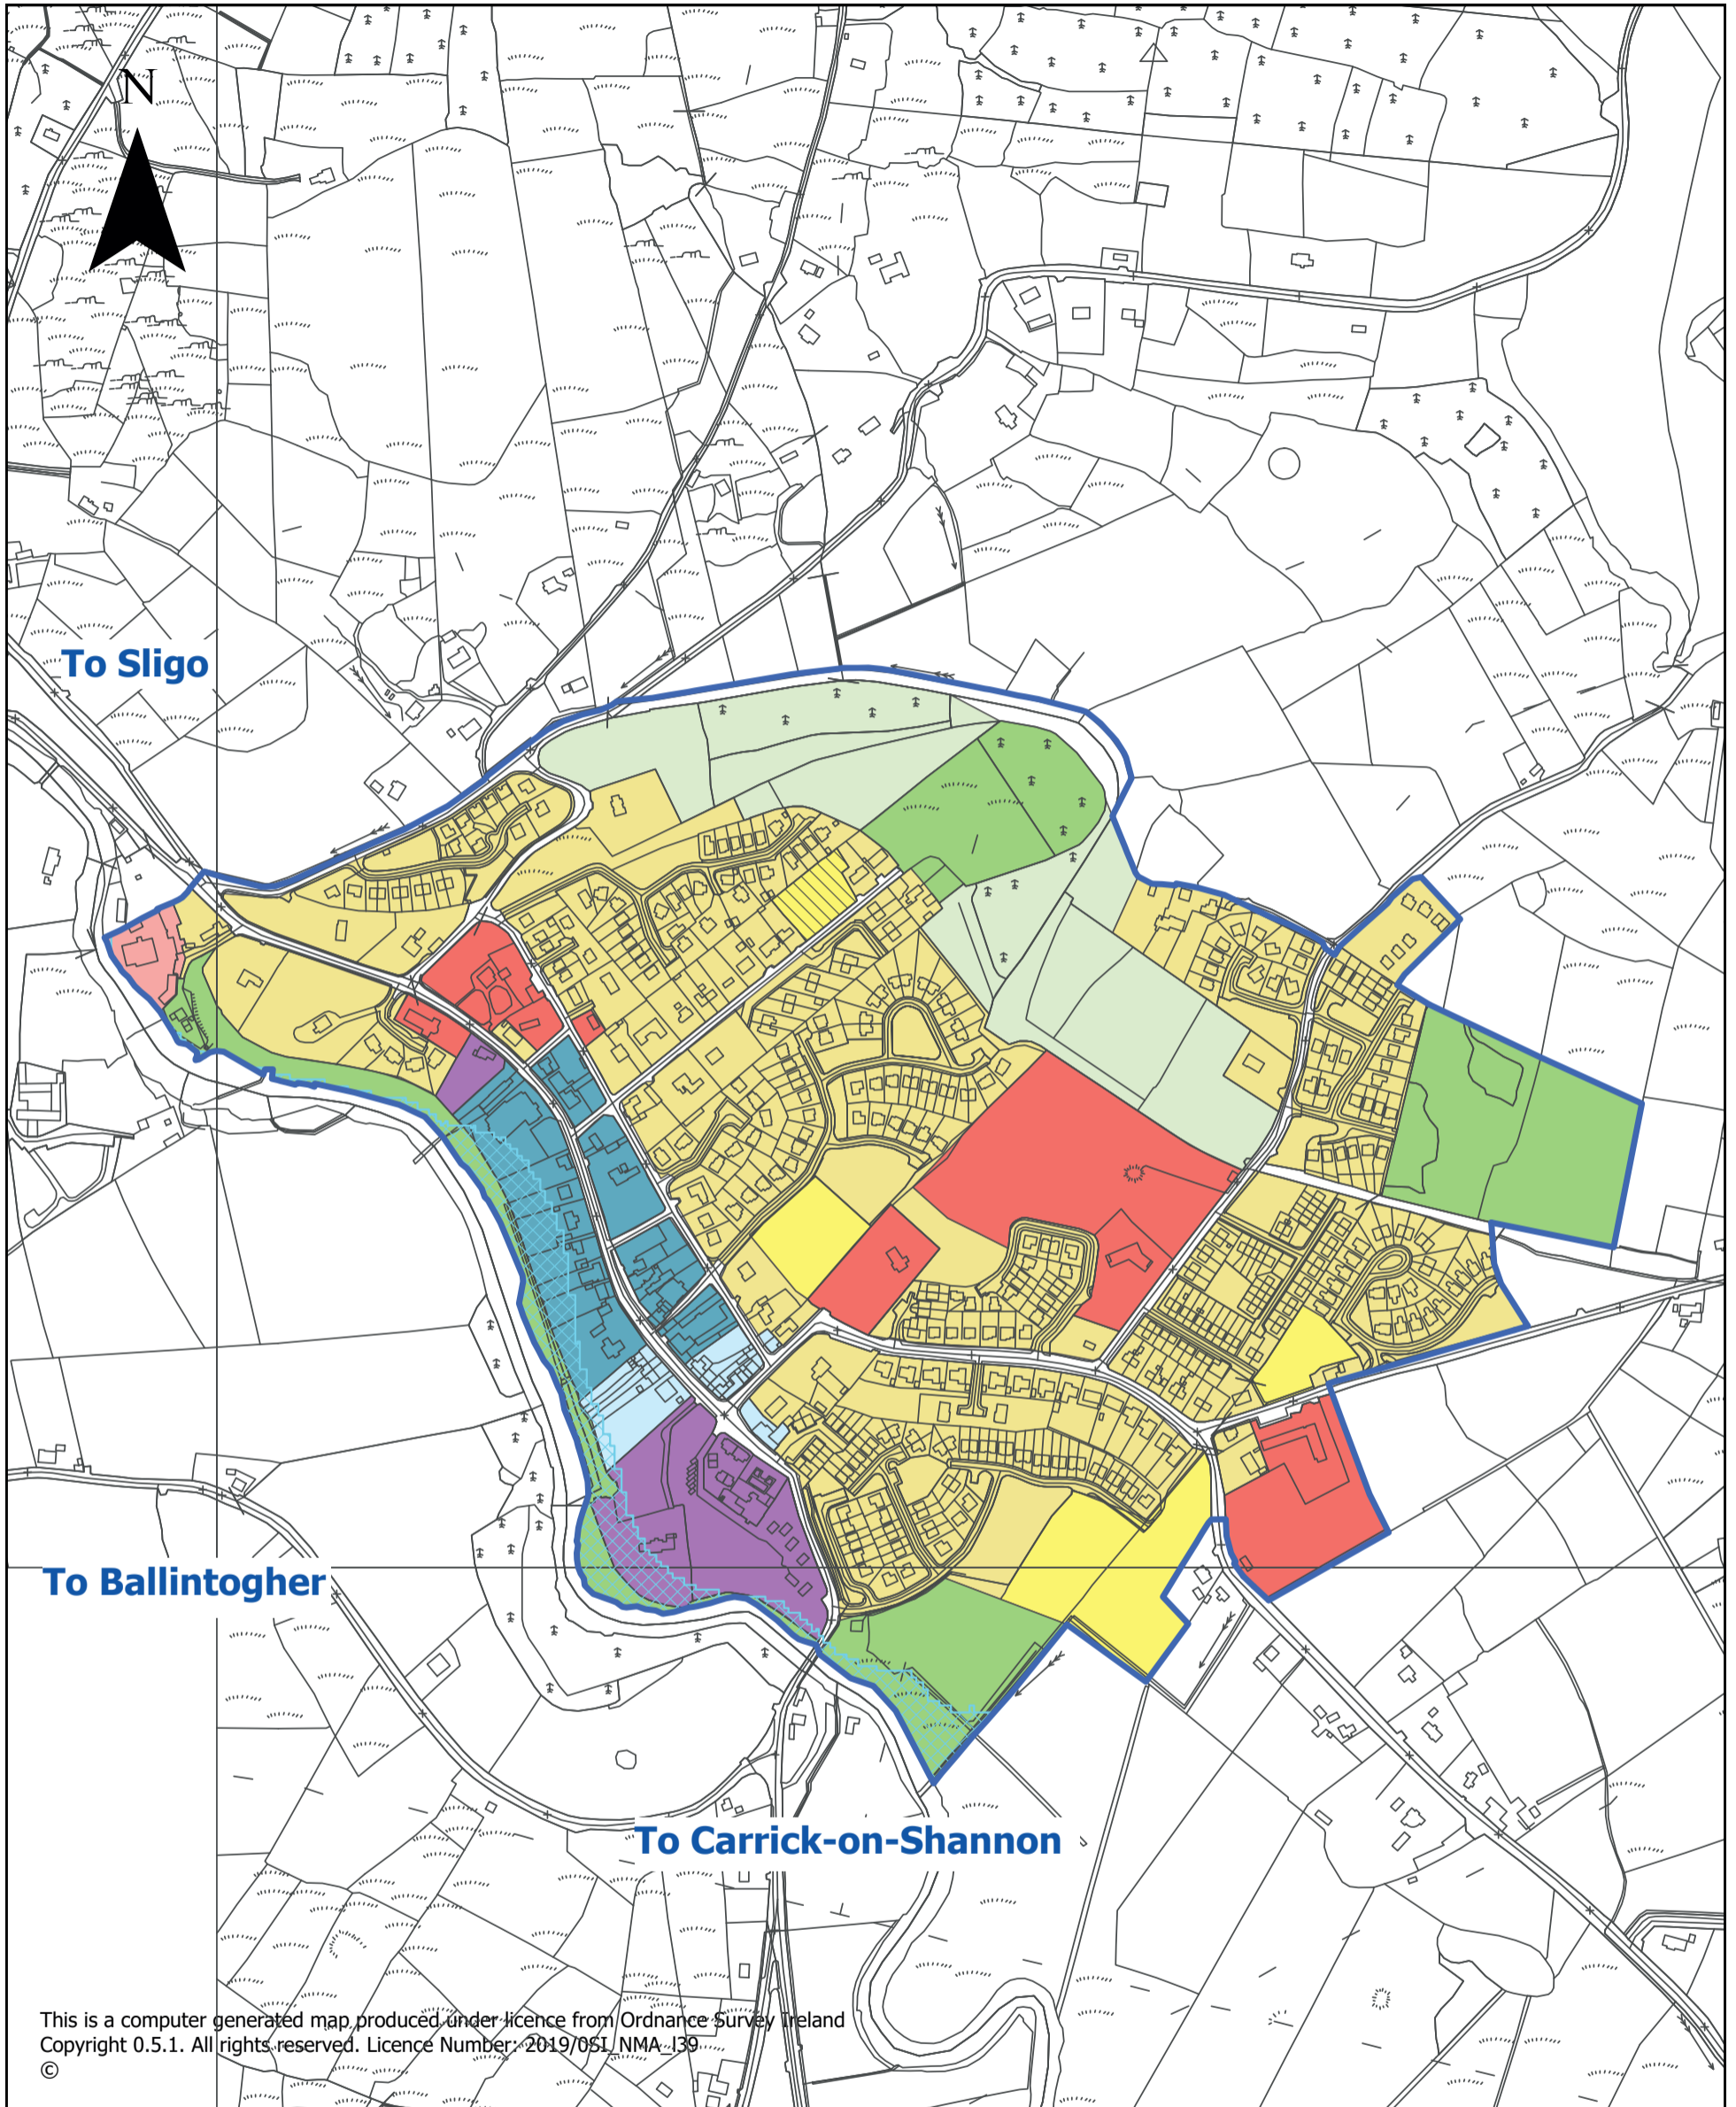 N
To Sligo
To Ballintogher
To Carrick-on-Shannon
This is a computer generated map produced under licence from Ordnance Survey Ireland
Copyright 0.5.1. All rights reserved. Licence Number: 2019/0SI_NMA_l39
©